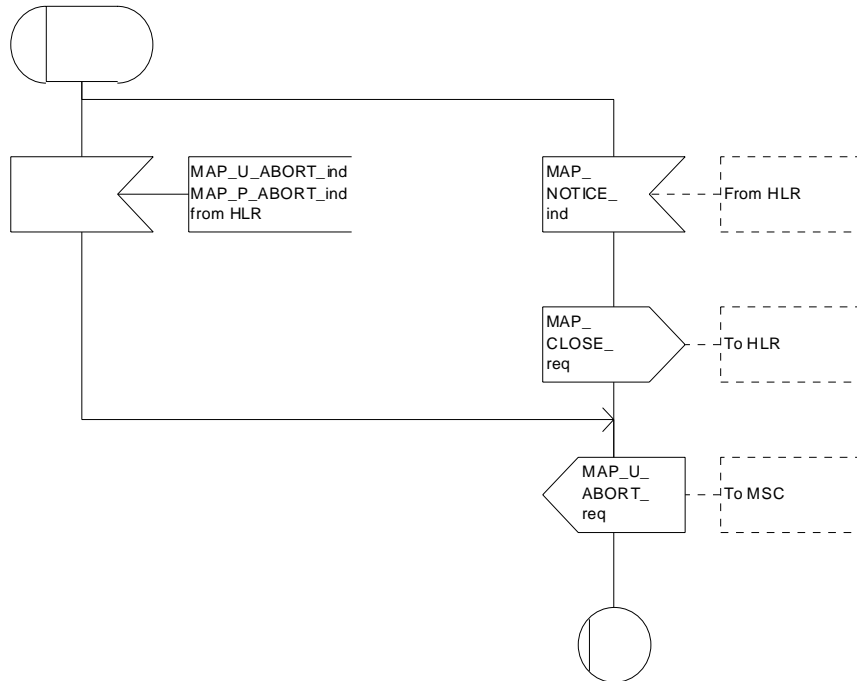 MAP_U_ABORT_ind
MAP_P_ABORT_ind
from HLR
MAP_
NOTICE_
ind
From HLR
MAP_
CLOSE_
req
To HLR
MAP_U_
ABORT_
req
To MSC